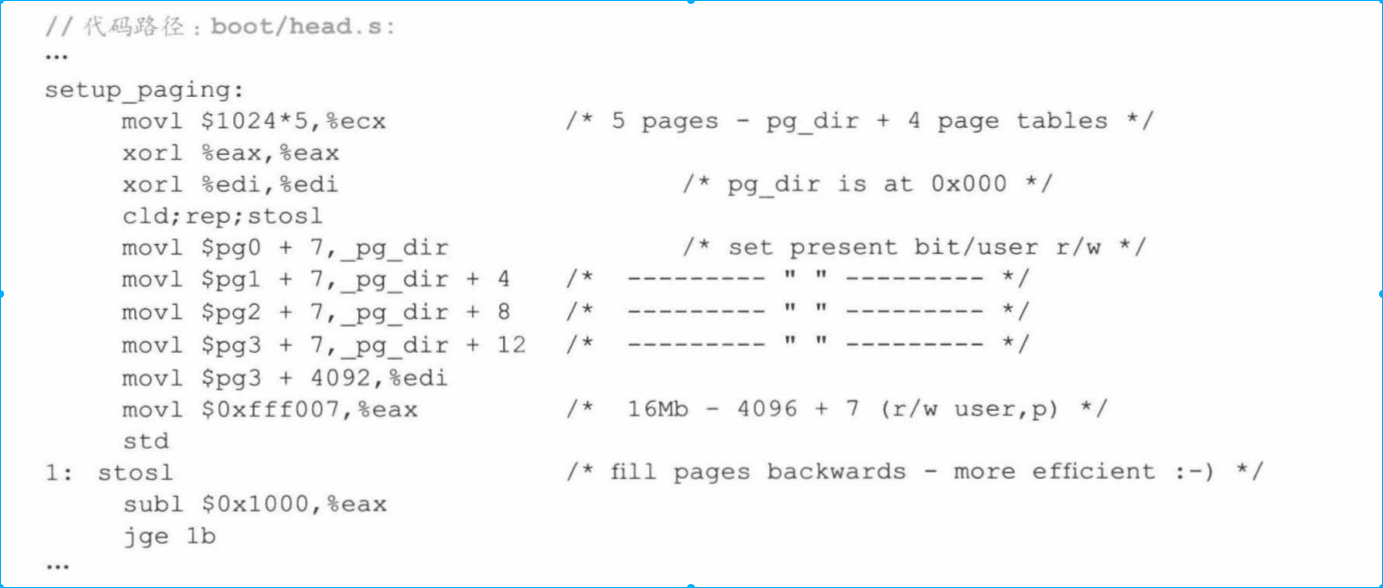 // 代码路径：boot/head.s:
…
setup_paging:
movl $1024*5,%ecx /* 5 pages - pg_dir + 4 page tables */
xorl %eax,%eax
xorl %edi,%edi /* pg_dir is at 0x000 */
cld;rep;stosl
movl $pg0 + 7,_pg_dir /* set present bit/user r/w */
movl $pg1 + 7,_pg_dir + 4 /* --------- " " --------- */
movl $pg2 + 7,_pg_dir + 8 /* --------- " " --------- */
movl $pg3 + 7,_pg_dir + 12 /* --------- " " --------- */
movl $pg3 + 4092,%edi
movl $0xfff007,%eax /* 16Mb - 4096 + 7 (r/w user,p) */
std
1: stosl /* fill pages backwards - more efficient :-) */
subl $0x1000,%eax
jge 1b
…